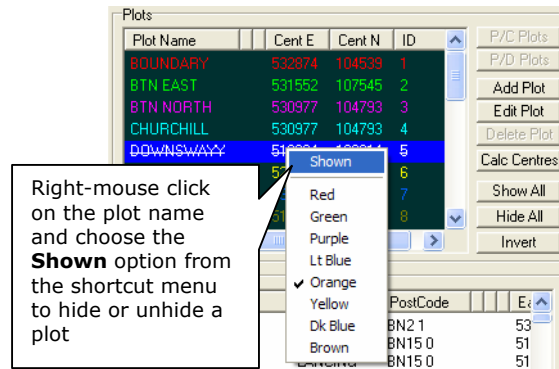 Plots
Plot Name Cent E Cent N ID
BOUNDARY 532874 104539 1
BTN EAST 531552 107545 2
BTN NORTH 530977 104793 3
CHURCHILL 530977 104793 4
DOWNSWAYY 5
6
7
8
P/C Plots
P/D Plots
Add Plot
Edit Plot
Delete Plot
Calc Centres
Show All
Hide All
Invert
Shown
Red
Green
Purple
Lt Blue
Orange
Yellow
Dk Blue
Brown
Right-mouse click
on the plot name
and choose the
Shown option from
the shortcut menu
to hide or unhide a
plot
PostCode
BN2 1 53
BN15 0 51
LANCING BN15 0 51